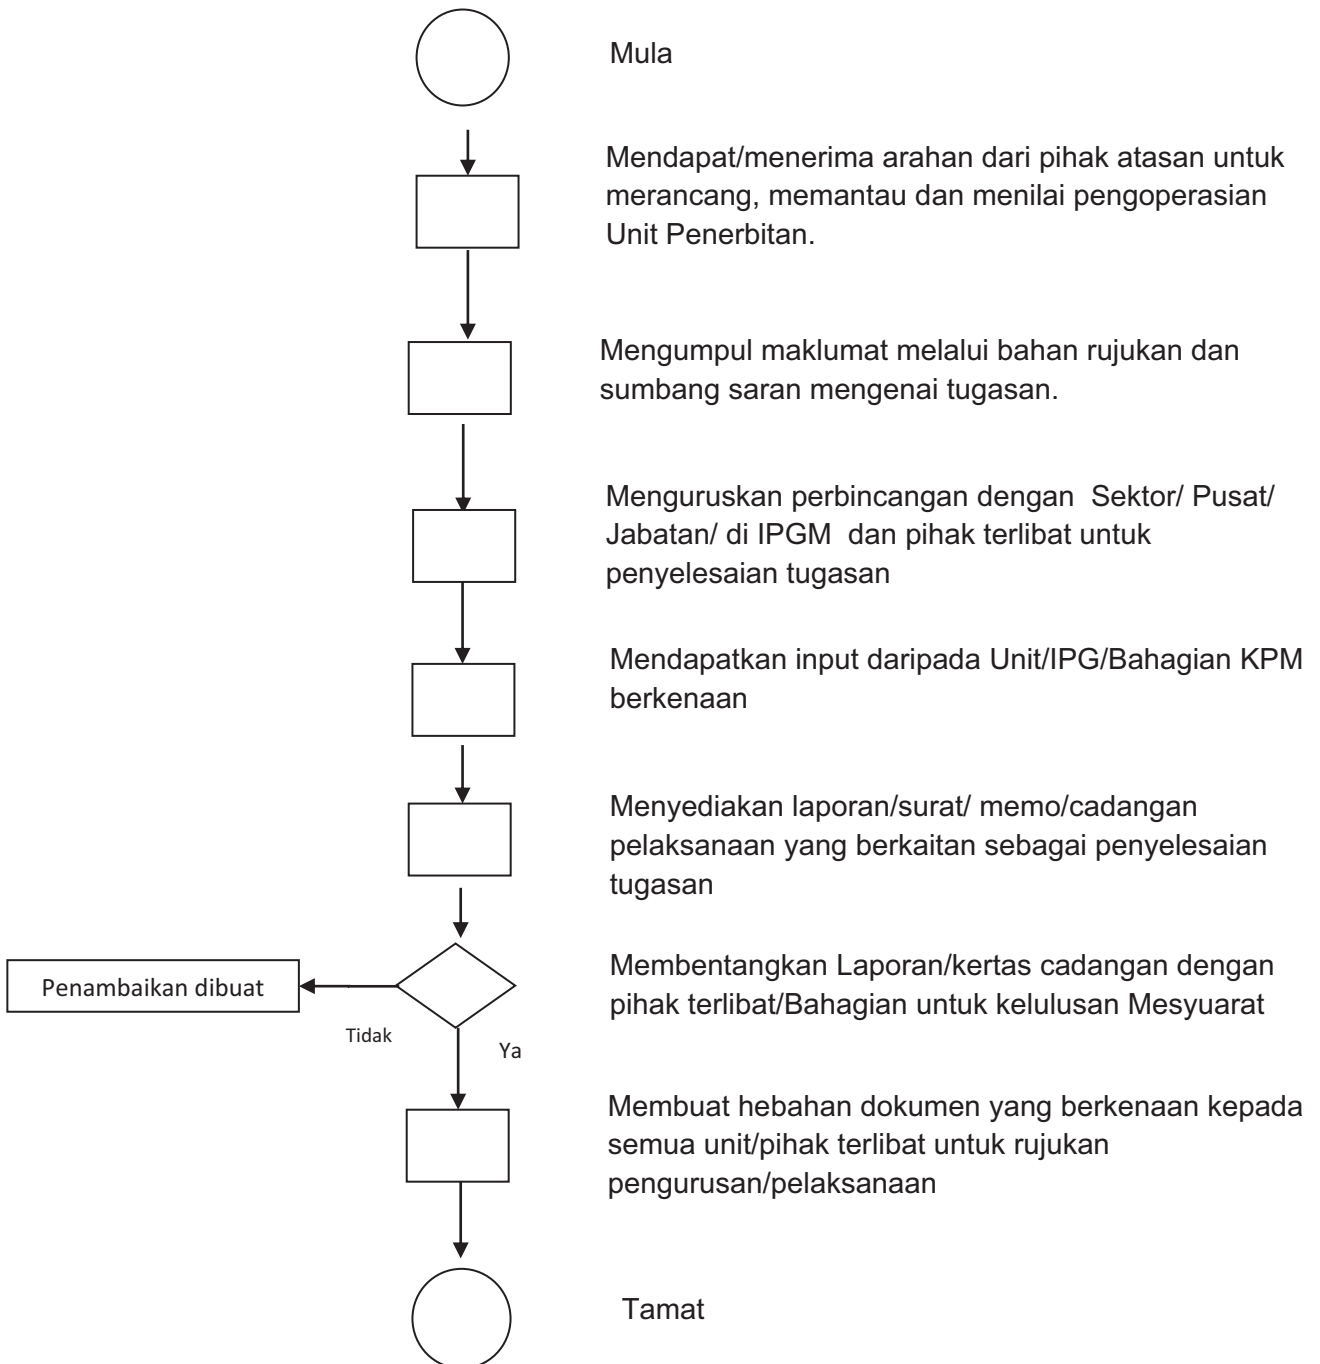 Mula
Mendapat/menerima arahan dari pihak atasan untuk
merancang, memantau dan menilai pengoperasian
Unit Penerbitan.
Mengumpul maklumat melalui bahan rujukan dan
sumbang saran mengenai tugasan.
Menguruskan perbincangan dengan  Sektor/ Pusat/
Jabatan/ di IPGM  dan pihak terlibat untuk
penyelesaian tugasan
Mendapatkan input daripada Unit/IPG/Bahagian KPM
berkenaan
Menyediakan laporan/surat/ memo/cadangan
pelaksanaan yang berkaitan sebagai penyelesaian
tugasan
Membentangkan Laporan/kertas cadangan dengan
pihak terlibat/Bahagian untuk kelulusan Mesyuarat
Penambaikan dibuat
Tidak
Ya
Membuat hebahan dokumen yang berkenaan kepada
semua unit/pihak terlibat untuk rujukan
pengurusan/pelaksanaan
Tamat